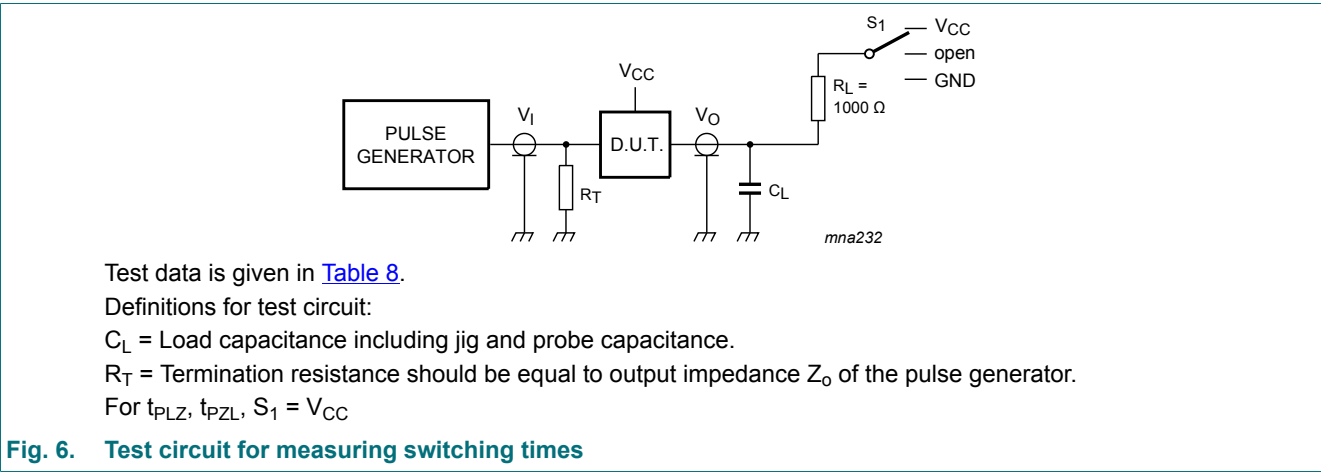 S1
VCC
open
GND
RL =
1000 Ω
VCC
PULSE
GENERATOR
VI
D.U.T.
VO
RT
CL
mna232
Test data is given in Table 8.
Definitions for test circuit:
CL = Load capacitance including jig and probe capacitance.
RT = Termination resistance should be equal to output impedance Zo of the pulse generator.
For tPLZ, tPZL, S1 = VCC
Fig. 6. Test circuit for measuring switching times